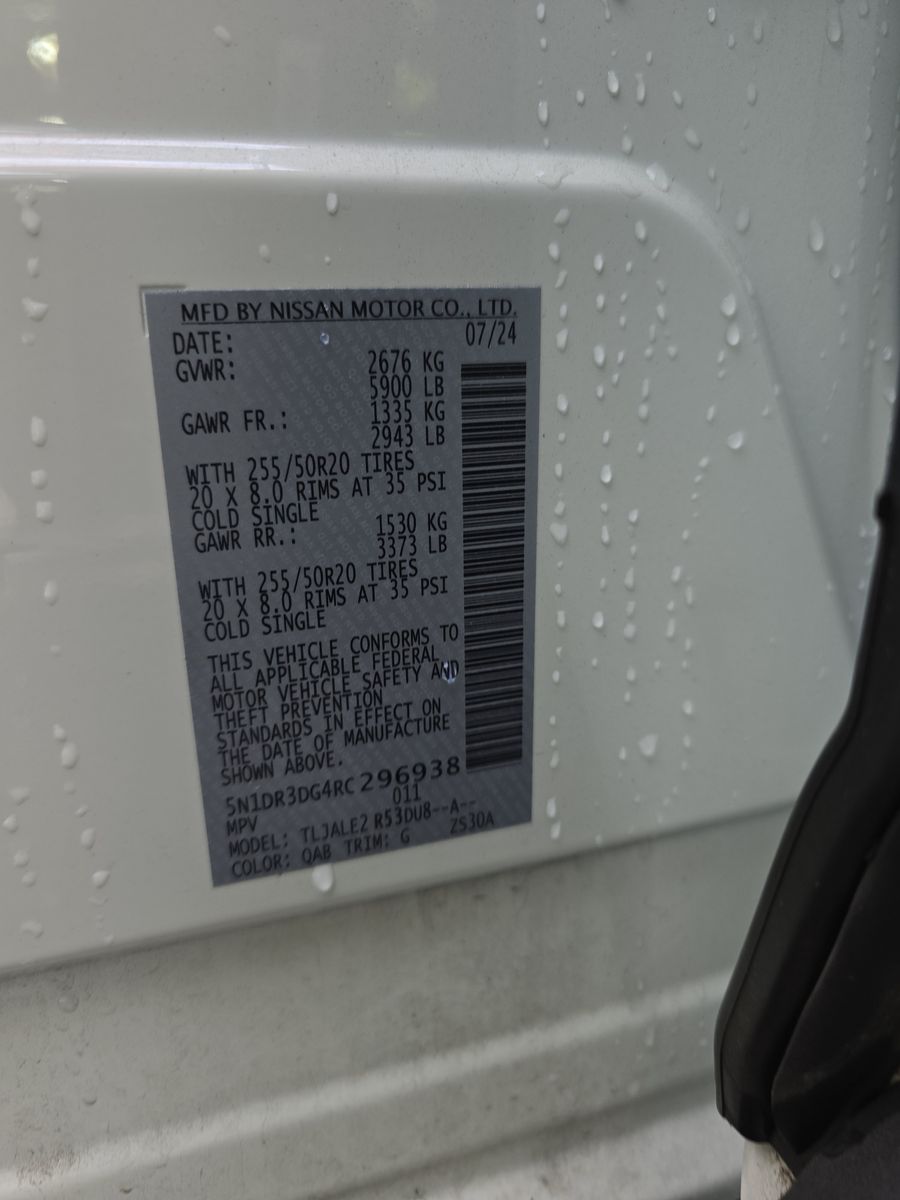 MFD BY NISSAN MOTOR CO., LTD.
DATE: 07/24
GVWR: 2676 KG
5900 LB
GAWR FR.: 1335 KG
2943 LB
WITH 255/50R20 TIRES
20 X 8.0 RIMS AT 35 PSI
COLD SINGLE
GAWR RR.: 1530 KG
3373 LB
WITH 255/50R20 TIRES
20 X 8.0 RIMS AT 35 PSI
COLD SINGLE
THIS VEHICLE CONFORMS TO
ALL APPLICABLE FEDERAL
MOTOR VEHICLE SAFETY AND
THEFT PREVENTION
STANDARDS IN EFFECT ON
THE DATE OF MANUFACTURE
SHOWN ABOVE.
5N1DR3DG4RC296938
MPV 011
MODEL: TLJALE2 R53DU8--A--
COLOR: QAB TRIM: G ZS30A